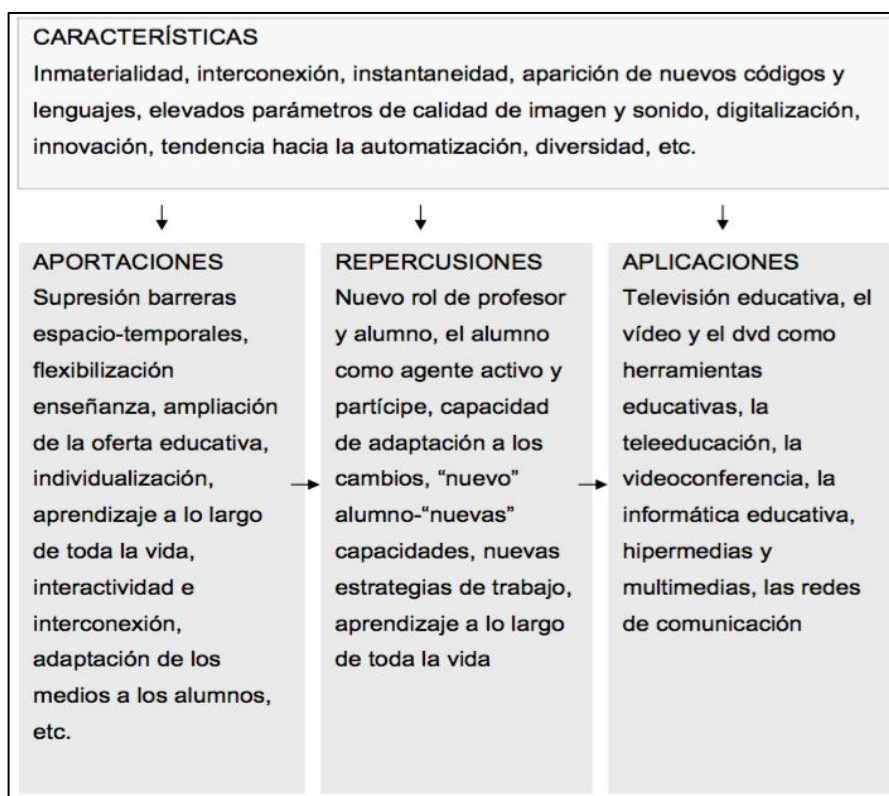 CARACTERÍSTICAS
Inmaterialidad, interconexión, instantaneidad, aparición de nuevos códigos y
lenguajes, elevados parámetros de calidad de imagen y sonido, digitalización,
innovación, tendencia hacia la automatización, diversidad, etc.
APORTACIONES
Supresión barreras
espacio-temporales,
flexibilización
enseñanza, ampliación
de la oferta educativa,
individualización,
aprendizaje a lo largo
de toda la vida,
interactividad e
interconexión,
adaptación de los
medios a los alumnos,
etc.
REPERCUSIONES
Nuevo rol de profesor
y alumno, el alumno
como agente activo y
partícipe, capacidad
de adaptación a los
cambios, “nuevo”
alumno-“nuevas”
capacidades, nuevas
estrategias de trabajo,
aprendizaje a lo largo
de toda la vida
APLICACIONES
Televisión educativa, el
vídeo y el dvd como
herramientas
educativas, la
teleeducación, la
videoconferencia, la
informática educativa,
hipermedias y
multimedias, las redes
de comunicación